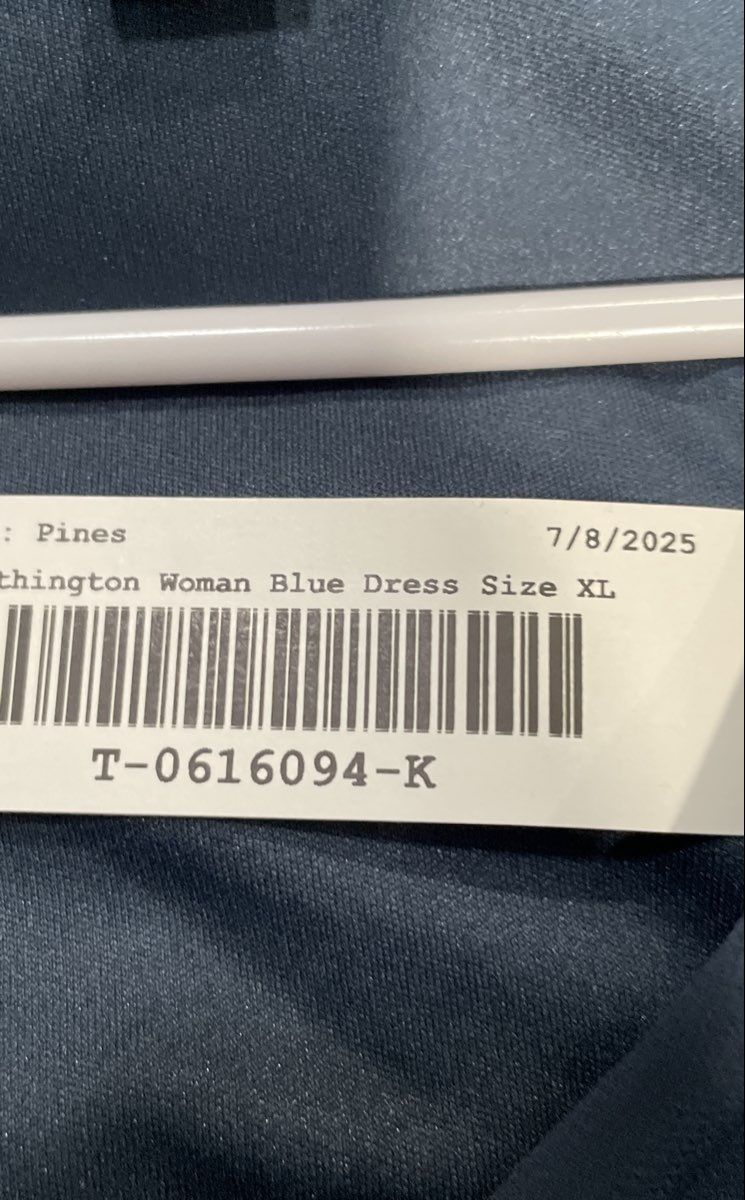 : Pines 7/8/2025
thington Woman Blue Dress Size XL
T-0616094-K